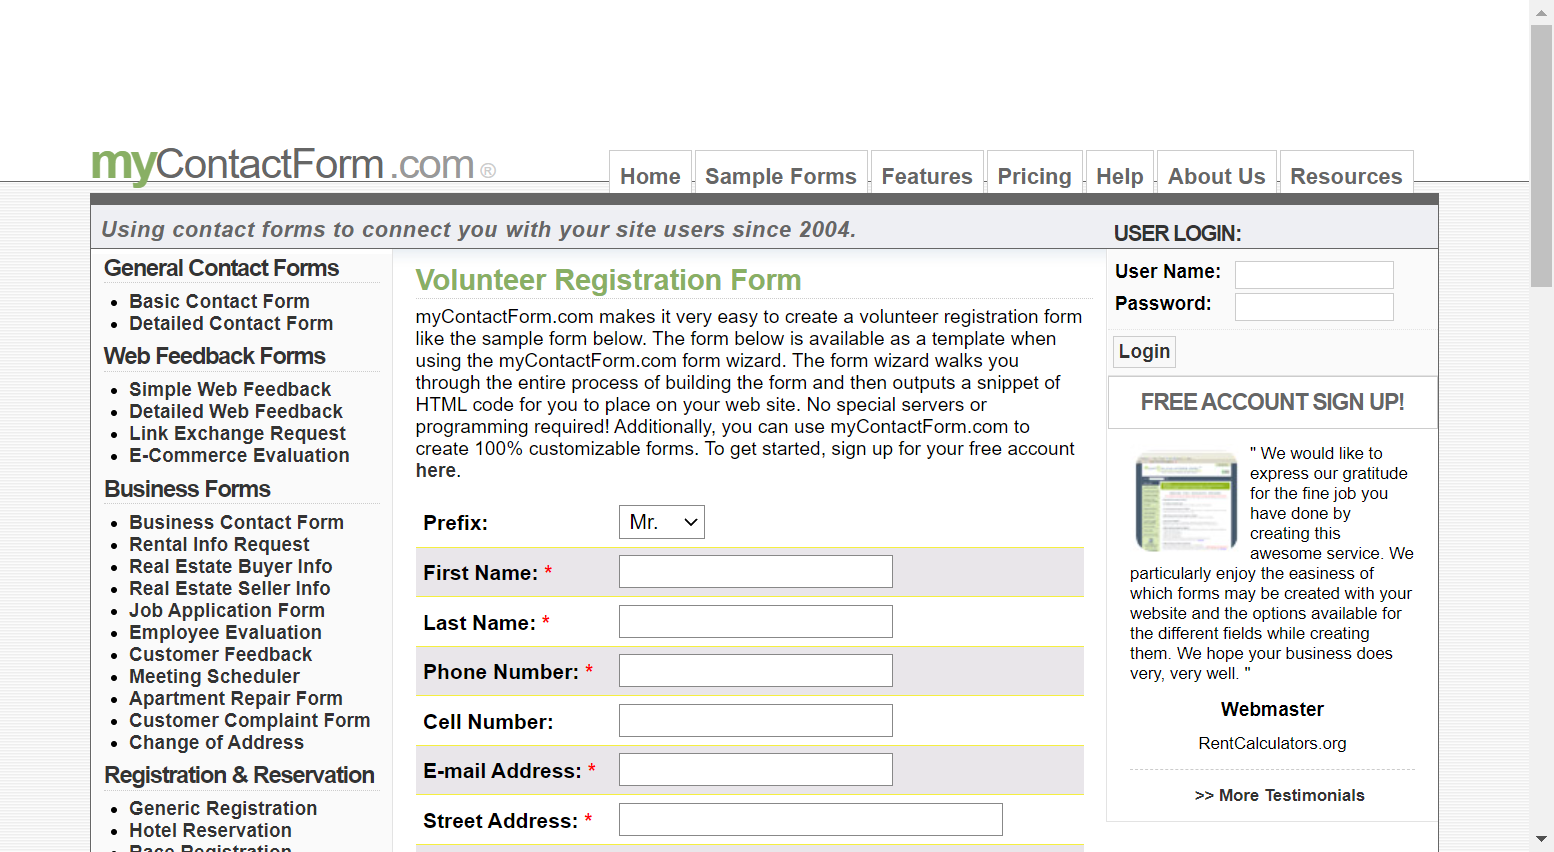 myContactForm.com®
Home
Sample Forms
Features
Pricing
Help
About Us
Resources
Using contact forms to connect you with your site users since 2004.
USER LOGIN:
General Contact Forms
Basic Contact Form
Detailed Contact Form
Web Feedback Forms
Simple Web Feedback
Detailed Web Feedback
Link Exchange Request
E-Commerce Evaluation
Business Forms
Business Contact Form
Rental Info Request
Real Estate Buyer Info
Real Estate Seller Info
Job Application Form
Employee Evaluation
Customer Feedback
Meeting Scheduler
Apartment Repair Form
Customer Complaint Form
Change of Address
Registration & Reservation
Generic Registration
Hotel Reservation
Race Registration
Volunteer Registration Form
myContactForm.com makes it very easy to create a volunteer registration form
like the sample form below. The form below is available as a template when
using the myContactForm.com form wizard. The form wizard walks you
through the entire process of building the form and then outputs a snippet of
HTML code for you to place on your web site. No special servers or
programming required! Additionally, you can use myContactForm.com to
create 100% customizable forms. To get started, sign up for your free account
here.
Prefix:
Mr.
First Name: *
Last Name: *
Phone Number: *
Cell Number:
E-mail Address: *
Street Address: *
User Name:
Password:
Login
FREE ACCOUNT SIGN UP!
" We would like to
express our gratitude
for the fine job you
have done by
creating this
awesome service. We
particularly enjoy the easiness of
which forms may be created with your
website and the options available for
the different fields while creating
them. We hope your business does
very, very well. "
Webmaster
RentCalculators.org
>> More Testimonials